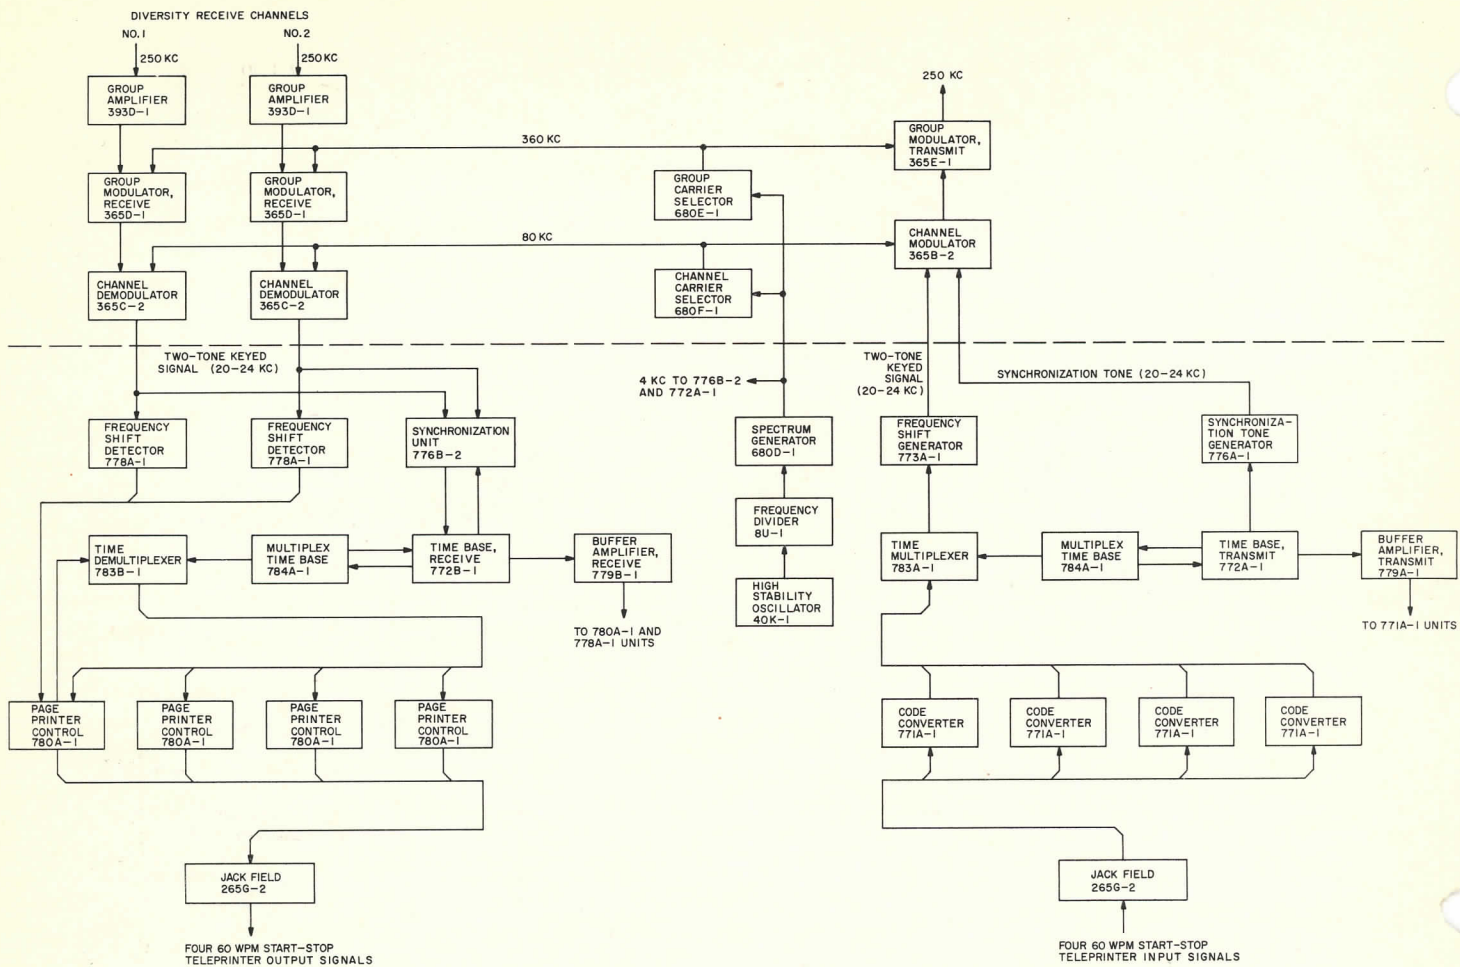 DIVERSITY RECEIVE CHANNELS
NO.1
NO.2
250 KC
250 KC
GROUP
AMPLIFIER
393D-1
GROUP
AMPLIFIER
393D-1
250 KC
GROUP
MODULATOR,
TRANSMIT
365E-1
360 KC
GROUP
MODULATOR,
RECEIVE
365D-1
GROUP
MODULATOR,
RECEIVE
365D-1
GROUP
CARRIER
SELECTOR
680E-1
CHANNEL
MODULATOR
365B-2
80 KC
CHANNEL
DEMODULATOR
365C-2
CHANNEL
DEMODULATOR
365C-2
CHANNEL
CARRIER
SELECTOR
680F-1
TWO-TONE KEYED
SIGNAL (20-24 KC)
4 KC TO 776B-2
AND 772A-1
TWO-TONE
KEYED
SIGNAL
(20-24 KC)
SYNCHRONIZATION TONE (20-24 KC)
FREQUENCY
SHIFT
DETECTOR
778A-1
FREQUENCY
SHIFT
DETECTOR
778A-1
SYNCHRONIZATION
UNIT
776B-2
SPECTRUM
GENERATOR
680D-1
FREQUENCY
SHIFT
GENERATOR
773A-1
SYNCHRONIZA-
TION TONE
GENERATOR
776A-1
FREQUENCY
DIVIDER
8U-1
TIME
DEMULTIPLEXER
783B-1
MULTIPLEX
TIME BASE
784A-1
TIME BASE,
RECEIVE
772B-1
BUFFER
AMPLIFIER,
RECEIVE
779B-1
HIGH
STABILITY
OSCILLATOR
40K-1
TIME
MULTIPLEXER
783A-1
MULTIPLEX
TIME BASE
784A-1
TIME BASE,
TRANSMIT
772A-1
BUFFER
AMPLIFIER,
TRANSMIT
779A-1
TO 780A-1 AND
778A-1 UNITS
TO 771A-1 UNITS
PAGE
PRINTER
CONTROL
780A-1
PAGE
PRINTER
CONTROL
780A-1
PAGE
PRINTER
CONTROL
780A-1
PAGE
PRINTER
CONTROL
780A-1
CODE
CONVERTER
771A-1
CODE
CONVERTER
771A-1
CODE
CONVERTER
771A-1
CODE
CONVERTER
771A-1
JACK FIELD
265G-2
JACK FIELD
265G-2
FOUR 60 WPM START-STOP
TELEPRINTER OUTPUT SIGNALS
FOUR 60 WPM START-STOP
TELEPRINTER INPUT SIGNALS